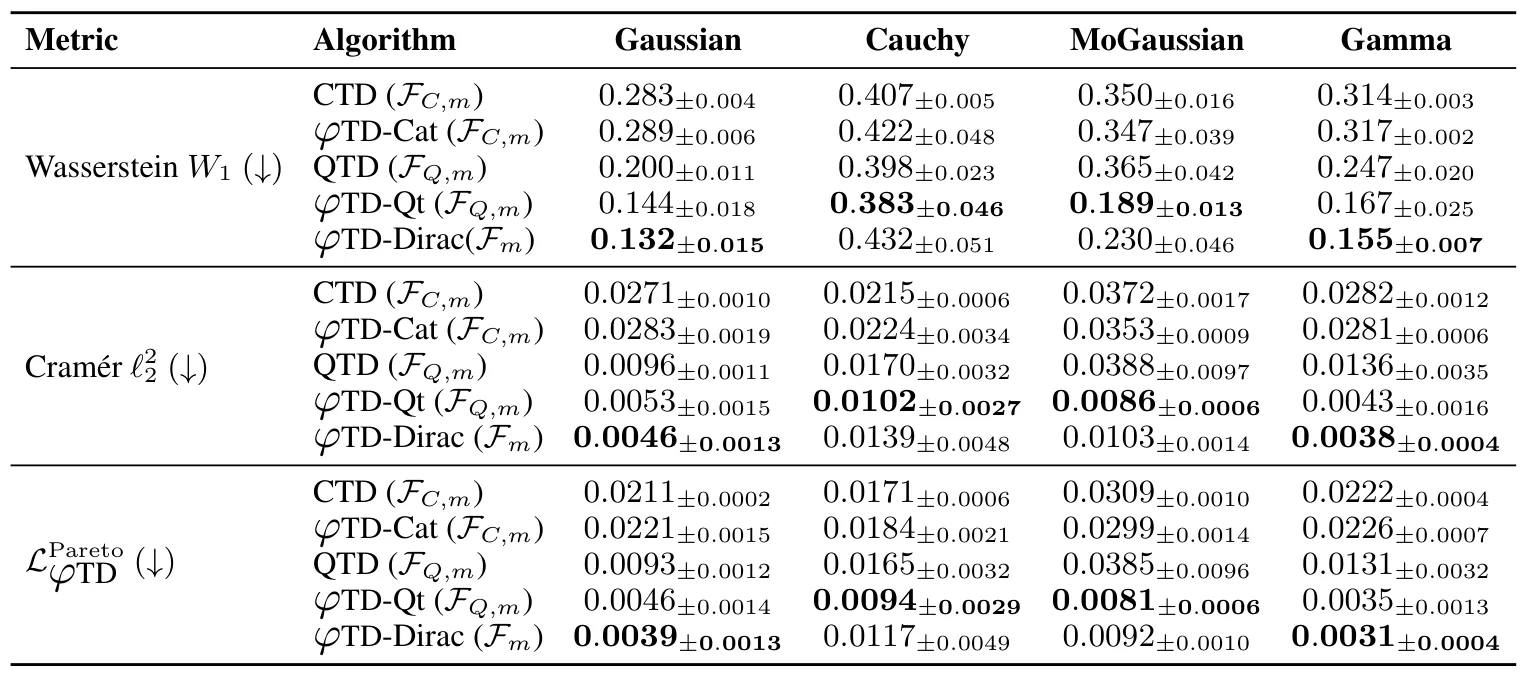 Metric Algorithm Gaussian Cauchy MoGaussian Gamma
CTD (ℱ_{C,m}) 0.283±0.004 0.407±0.005 0.350±0.016 0.314±0.003
φTD-Cat (ℱ_{C,m}) 0.289±0.006 0.422±0.048 0.347±0.039 0.317±0.002
Wasserstein W₁ (↓) QTD (ℱ_{Q,m}) 0.200±0.011 0.398±0.023 0.365±0.042 0.247±0.020
φTD-Qt (ℱ_{Q,m}) 0.144±0.018 0.383±0.046 0.189±0.013 0.167±0.025
φTD-Dirac(ℱ_m) 0.132±0.015 0.432±0.051 0.230±0.046 0.155±0.007
CTD (ℱ_{C,m}) 0.0271±0.0010 0.0215±0.0006 0.0372±0.0017 0.0282±0.0012
φTD-Cat (ℱ_{C,m}) 0.0283±0.0019 0.0224±0.0034 0.0353±0.0009 0.0281±0.0006
Cramér ℓ₂² (↓) QTD (ℱ_{Q,m}) 0.0096±0.0011 0.0170±0.0032 0.0388±0.0097 0.0136±0.0035
φTD-Qt (ℱ_{Q,m}) 0.0053±0.0015 0.0102±0.0027 0.0086±0.0006 0.0043±0.0016
φTD-Dirac (ℱ_m) 0.0046±0.0013 0.0139±0.0048 0.0103±0.0014 0.0038±0.0004
CTD (ℱ_{C,m}) 0.0211±0.0002 0.0171±0.0006 0.0309±0.0010 0.0222±0.0004
φTD-Cat (ℱ_{C,m}) 0.0221±0.0015 0.0184±0.0021 0.0299±0.0014 0.0226±0.0007
ℒ_{φTD}^{Pareto} (↓) QTD (ℱ_{Q,m}) 0.0093±0.0012 0.0165±0.0032 0.0385±0.0096 0.0131±0.0032
φTD-Qt (ℱ_{Q,m}) 0.0046±0.0014 0.0094±0.0029 0.0081±0.0006 0.0035±0.0013
φTD-Dirac (ℱ_m) 0.0039±0.0013 0.0117±0.0049 0.0092±0.0010 0.0031±0.0004